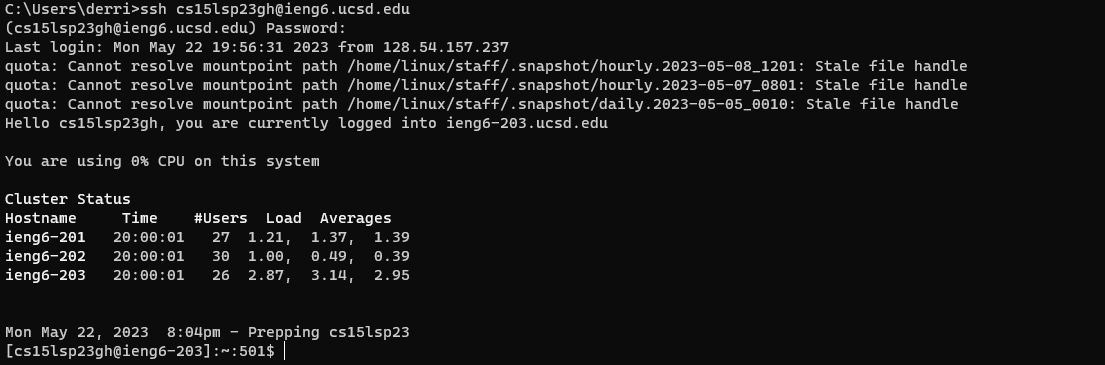 C:\Users\derri>ssh cs15lsp23gh@ieng6.ucsd.edu
(cs15lsp23gh@ieng6.ucsd.edu) Password:
Last login: Mon May 22 19:56:31 2023 from 128.54.157.237
quota: Cannot resolve mountpoint path /home/linux/staff/.snapshot/hourly.2023-05-08_1201: Stale file handle
quota: Cannot resolve mountpoint path /home/linux/staff/.snapshot/hourly.2023-05-07_0801: Stale file handle
quota: Cannot resolve mountpoint path /home/linux/staff/.snapshot/daily.2023-05-05_0010: Stale file handle
Hello cs15lsp23gh, you are currently logged into ieng6-203.ucsd.edu
You are using 0% CPU on this system
Cluster Status
Hostname     Time    #Users  Load  Averages
ieng6-201   20:00:01   27  1.21,  1.37,  1.39
ieng6-202   20:00:01   30  1.00,  0.49,  0.39
ieng6-203   20:00:01   26  2.87,  3.14,  2.95
Mon May 22, 2023  8:04pm - Prepping cs15lsp23
[cs15lsp23gh@ieng6-203]:~:501$